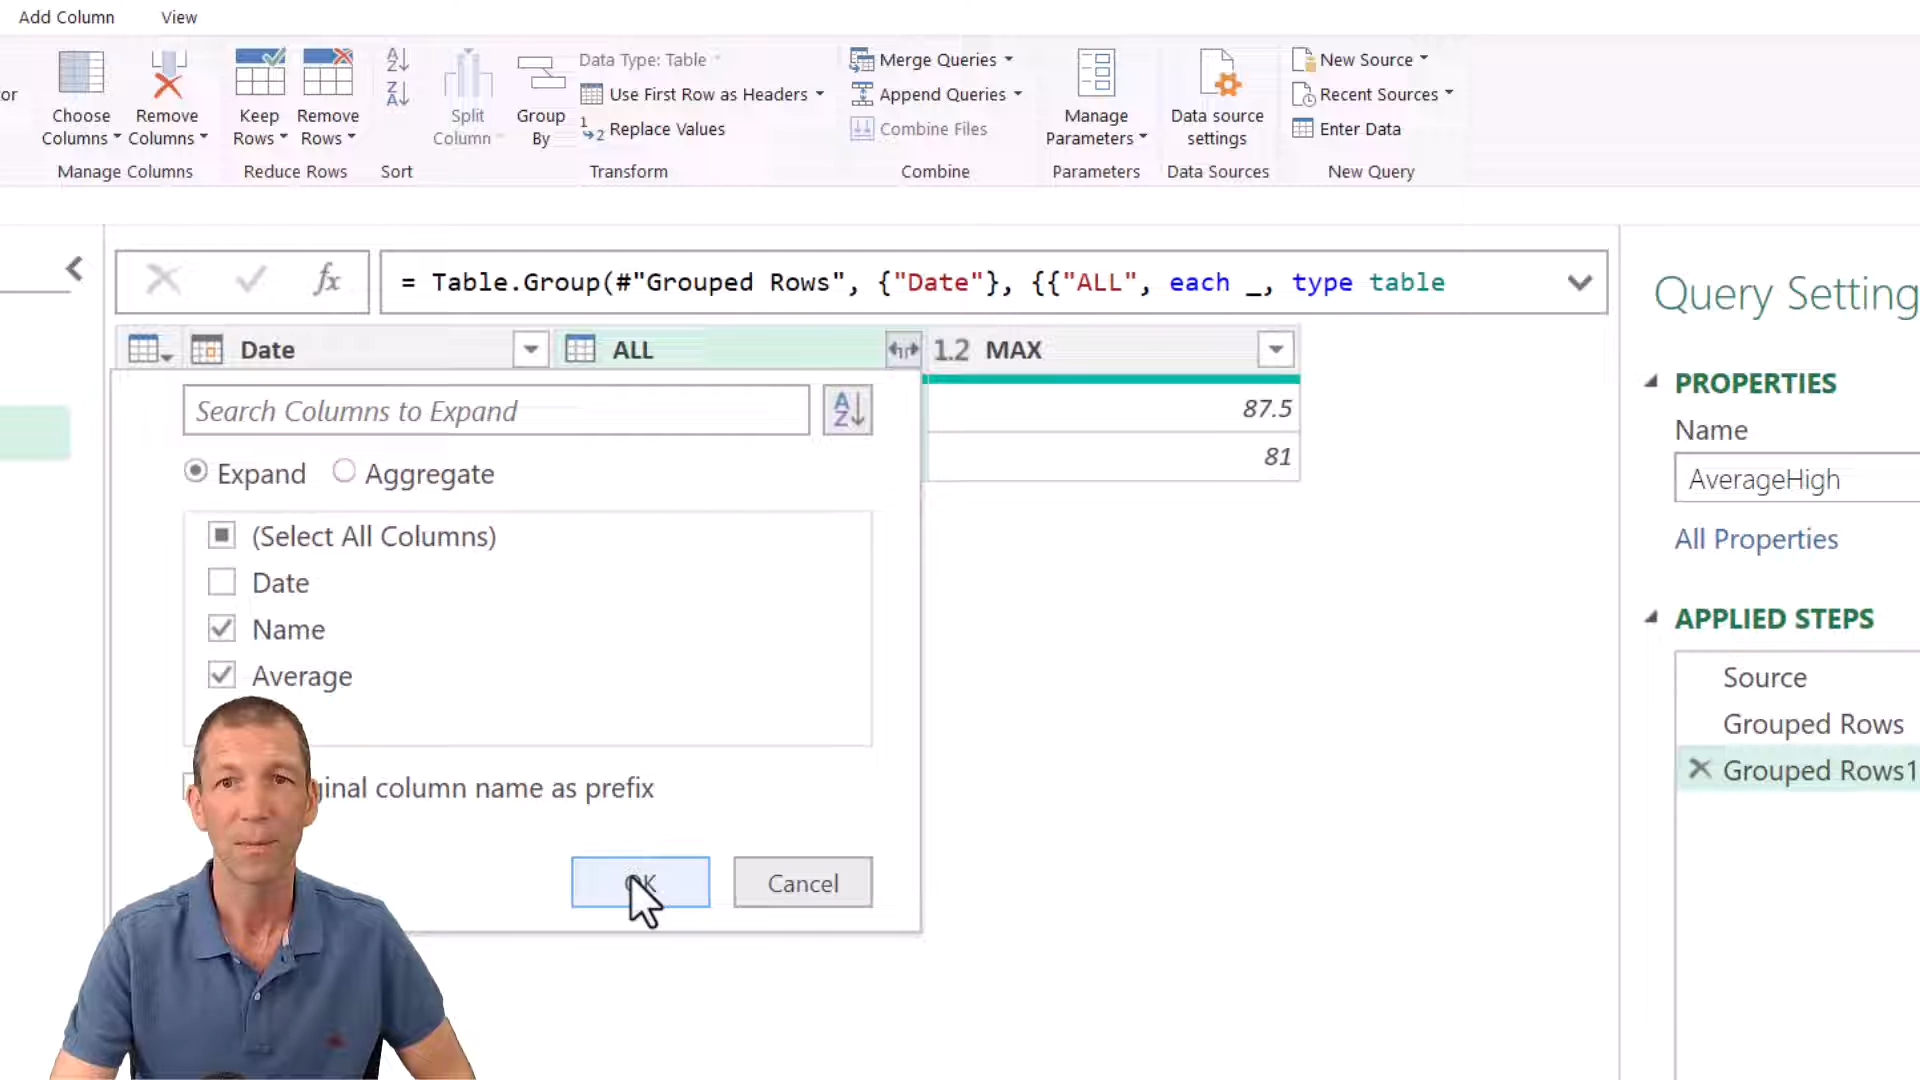 Add Column View
or
Choose Columns
Remove Columns
Keep Rows
Remove Rows
Split Column
Group By
Data Type: Table
Use First Row as Headers
1 2 Replace Values
Merge Queries
Append Queries
Combine Files
Manage Parameters
Data source settings
New Source
Recent Sources
Enter Data
Manage Columns Reduce Rows Sort Transform Combine Parameters Data Sources New Query
fx = Table.Group(#"Grouped Rows", {"Date"}, {{"ALL", each _, type table
Date ALL 1.2 MAX
87.5
81
Search Columns to Expand
Expand Aggregate
(Select All Columns)
Date
Name
Average
ginal column name as prefix
OK Cancel
Query Setting
PROPERTIES
Name
AverageHigh
All Properties
APPLIED STEPS
Source
Grouped Rows
Grouped Rows1